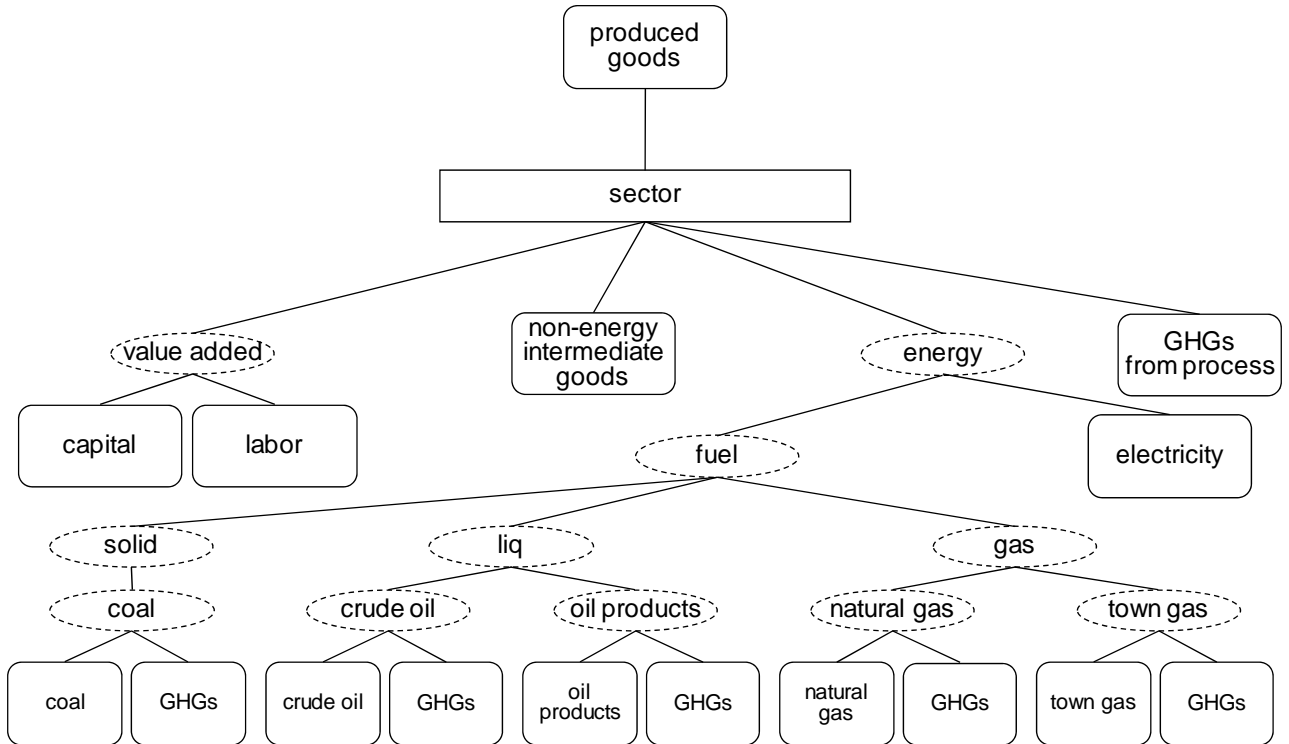 produced
goods
sector
value added
non-energy
intermediate
goods
energy
GHGs
from process
capital
labor
fuel
electricity
solid
liq
gas
coal
crude oil
oil products
natural gas
town gas
coal
GHGs
crude oil
GHGs
oil
products
GHGs
natural
gas
GHGs
town gas
GHGs